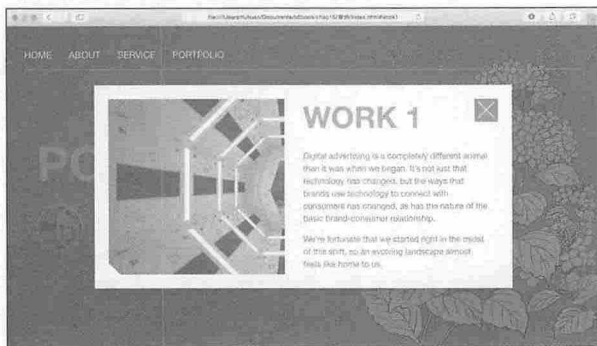 HOME ABOUT SERVICE PORTFOLIO
PO
WORK 1
Digital advertising is a completely different animal
than it was when we began. It's not just that
technology has changed, but the ways that
brands use technology to connect with
consumers has changed, as has the nature of the
basic brand-consumer relationship.
We're fortunate that we started right in the midst
of this shift, so an evolving landscape almost
feels like home to us.